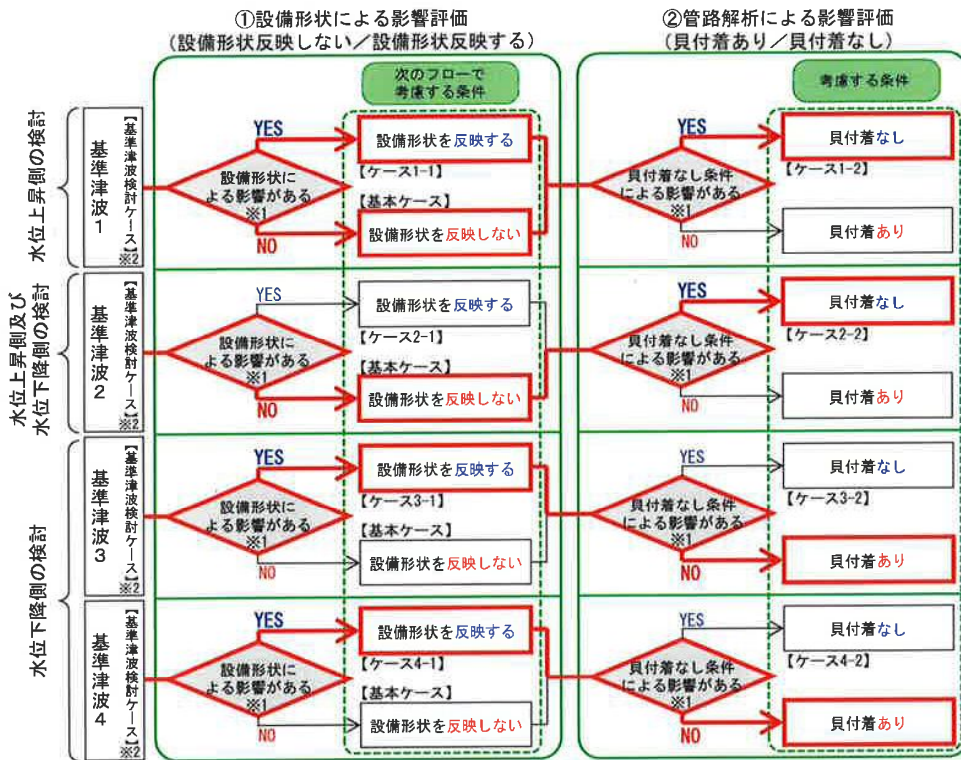 ①設備形状による影響評価
(設備形状反映しない/設備形状反映する)
②管路解析による影響評価
(貝付着あり/貝付着なし)
次のフローで
考慮する条件
考慮する条件
水位上昇側の検討
基準津波1
【基準津波検討ケース】※2
設備形状に
よる影響がある
※1
YES
設備形状を反映する
【ケース1-1】
【基本ケース】
NO
設備形状を反映しない
貝付着なし条件
による影響がある
※1
YES
貝付着なし
【ケース1-2】
NO
貝付着あり
水位上昇側及び
水位下降側の検討
基準津波2
【基準津波検討ケース】※2
設備形状に
よる影響がある
※1
YES
設備形状を反映する
【ケース2-1】
【基本ケース】
NO
設備形状を反映しない
貝付着なし条件
による影響がある
※1
YES
貝付着なし
【ケース2-2】
NO
貝付着あり
水位下降側の検討
基準津波3
【基準津波検討ケース】※2
設備形状に
よる影響がある
※1
YES
設備形状を反映する
【ケース3-1】
【基本ケース】
NO
設備形状を反映しない
貝付着なし条件
による影響がある
※1
YES
貝付着なし
【ケース3-2】
NO
貝付着あり
基準津波4
【基準津波検討ケース】※2
設備形状に
よる影響がある
※1
YES
設備形状を反映する
【ケース4-1】
【基本ケース】
NO
設備形状を反映しない
貝付着なし条件
による影響がある
※1
YES
貝付着なし
【ケース4-2】
NO
貝付着あり